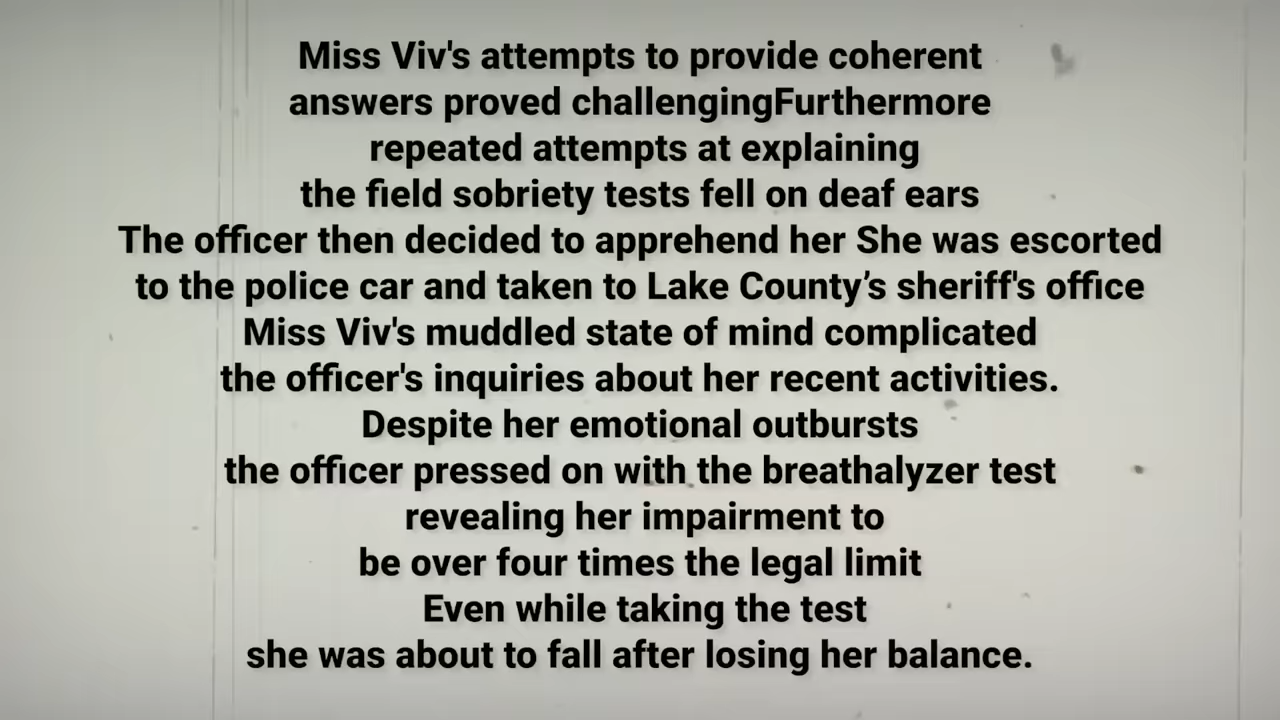 Miss Viv's attempts to provide coherent
answers proved challengingFurthermore
repeated attempts at explaining
the field sobriety tests fell on deaf ears
The officer then decided to apprehend her She was escorted
to the police car and taken to Lake County’s sheriff's office
Miss Viv's muddled state of mind complicated
the officer's inquiries about her recent activities.
Despite her emotional outbursts
the officer pressed on with the breathalyzer test
revealing her impairment to
be over four times the legal limit
Even while taking the test
she was about to fall after losing her balance.